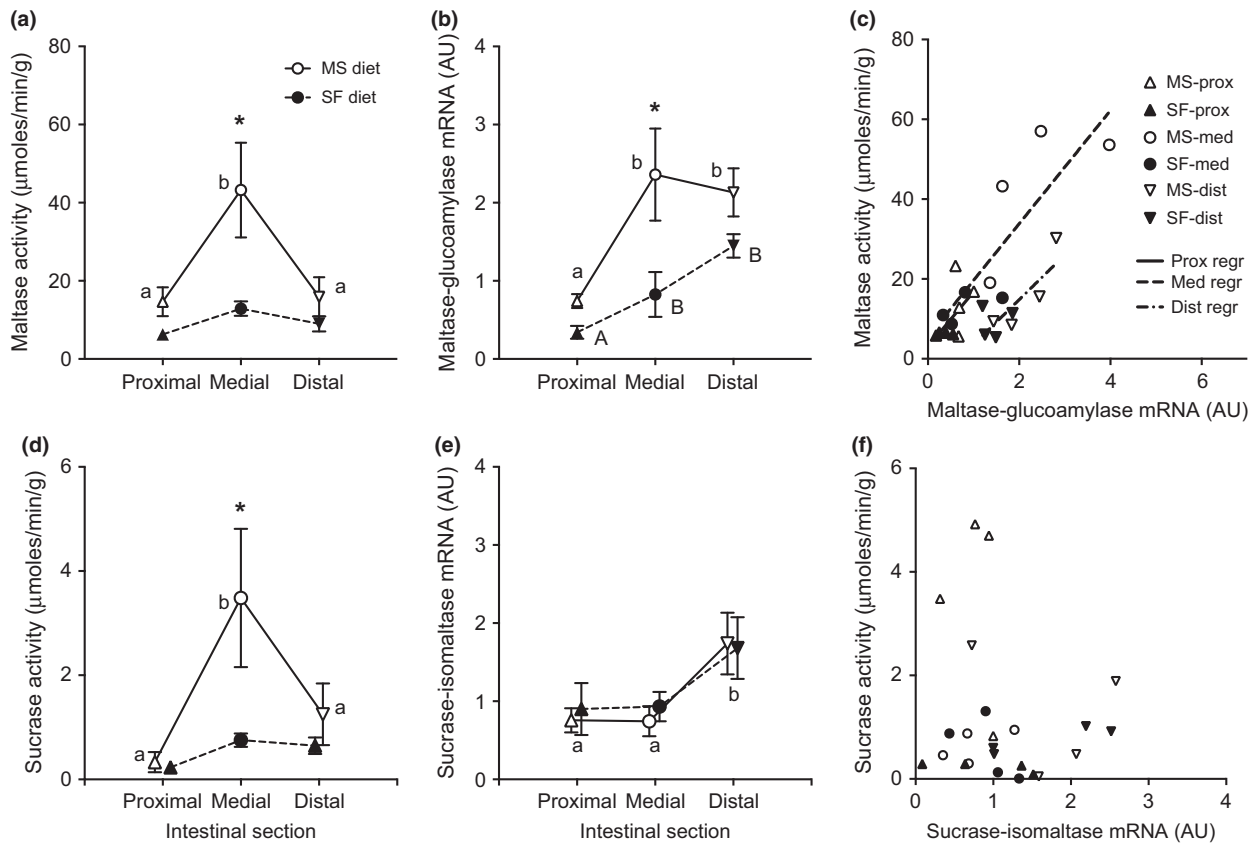 (a)
Maltase activity (µmoles/min/g)
80
60
40
20
0
MS diet
SF diet
*
a
b
a
Proximal Medial Distal
(b)
Maltase-glucoamylase mRNA (AU)
4
3
2
1
0
*
a
b
b
A
B
B
Proximal Medial Distal
(c)
Maltase activity (µmoles/min/g)
80
60
40
20
0
MS-prox
SF-prox
MS-med
SF-med
MS-dist
SF-dist
Prox regr
Med regr
Dist regr
0 2 4 6
Maltase-glucoamylase mRNA (AU)
(d)
Sucrase activity (µmoles/min/g)
6
4
2
0
*
a
b
a
Proximal Medial Distal
Intestinal section
(e)
Sucrase-isomaltase mRNA (AU)
4
3
2
1
0
a
a
b
Proximal Medial Distal
Intestinal section
(f)
Sucrase activity (µmoles/min/g)
6
4
2
0
0 1 2 3 4
Sucrase-isomaltase mRNA (AU)